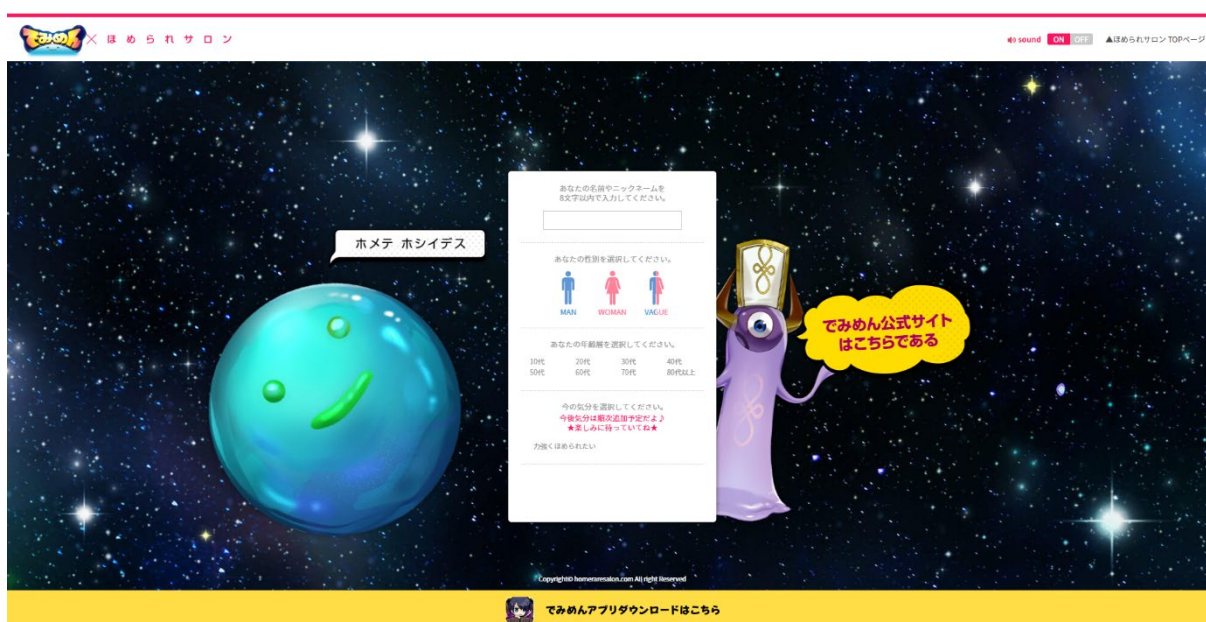 でみめん
×ほめられサロン
sound ON OFF ▲ほめられサロン TOPページ
あなたの名前やニックネームを
8文字以内で入力してください。
ホメテ ホシイデス
あなたの性別を選択してください。
MAN WOMAN VAGUE
でみめん公式サイト
はこちらである
あなたの年齢層を選択してください。
10代 20代 30代 40代
50代 60代 70代 80代以上
今の気分を選択してください。
今後気分は順次追加予定だよ♪
★楽しみに待っていてね★
力強くほめられたい
Copyright© homeraresalon.com All right Reserved
でみめんアプリダウンロードはこちら